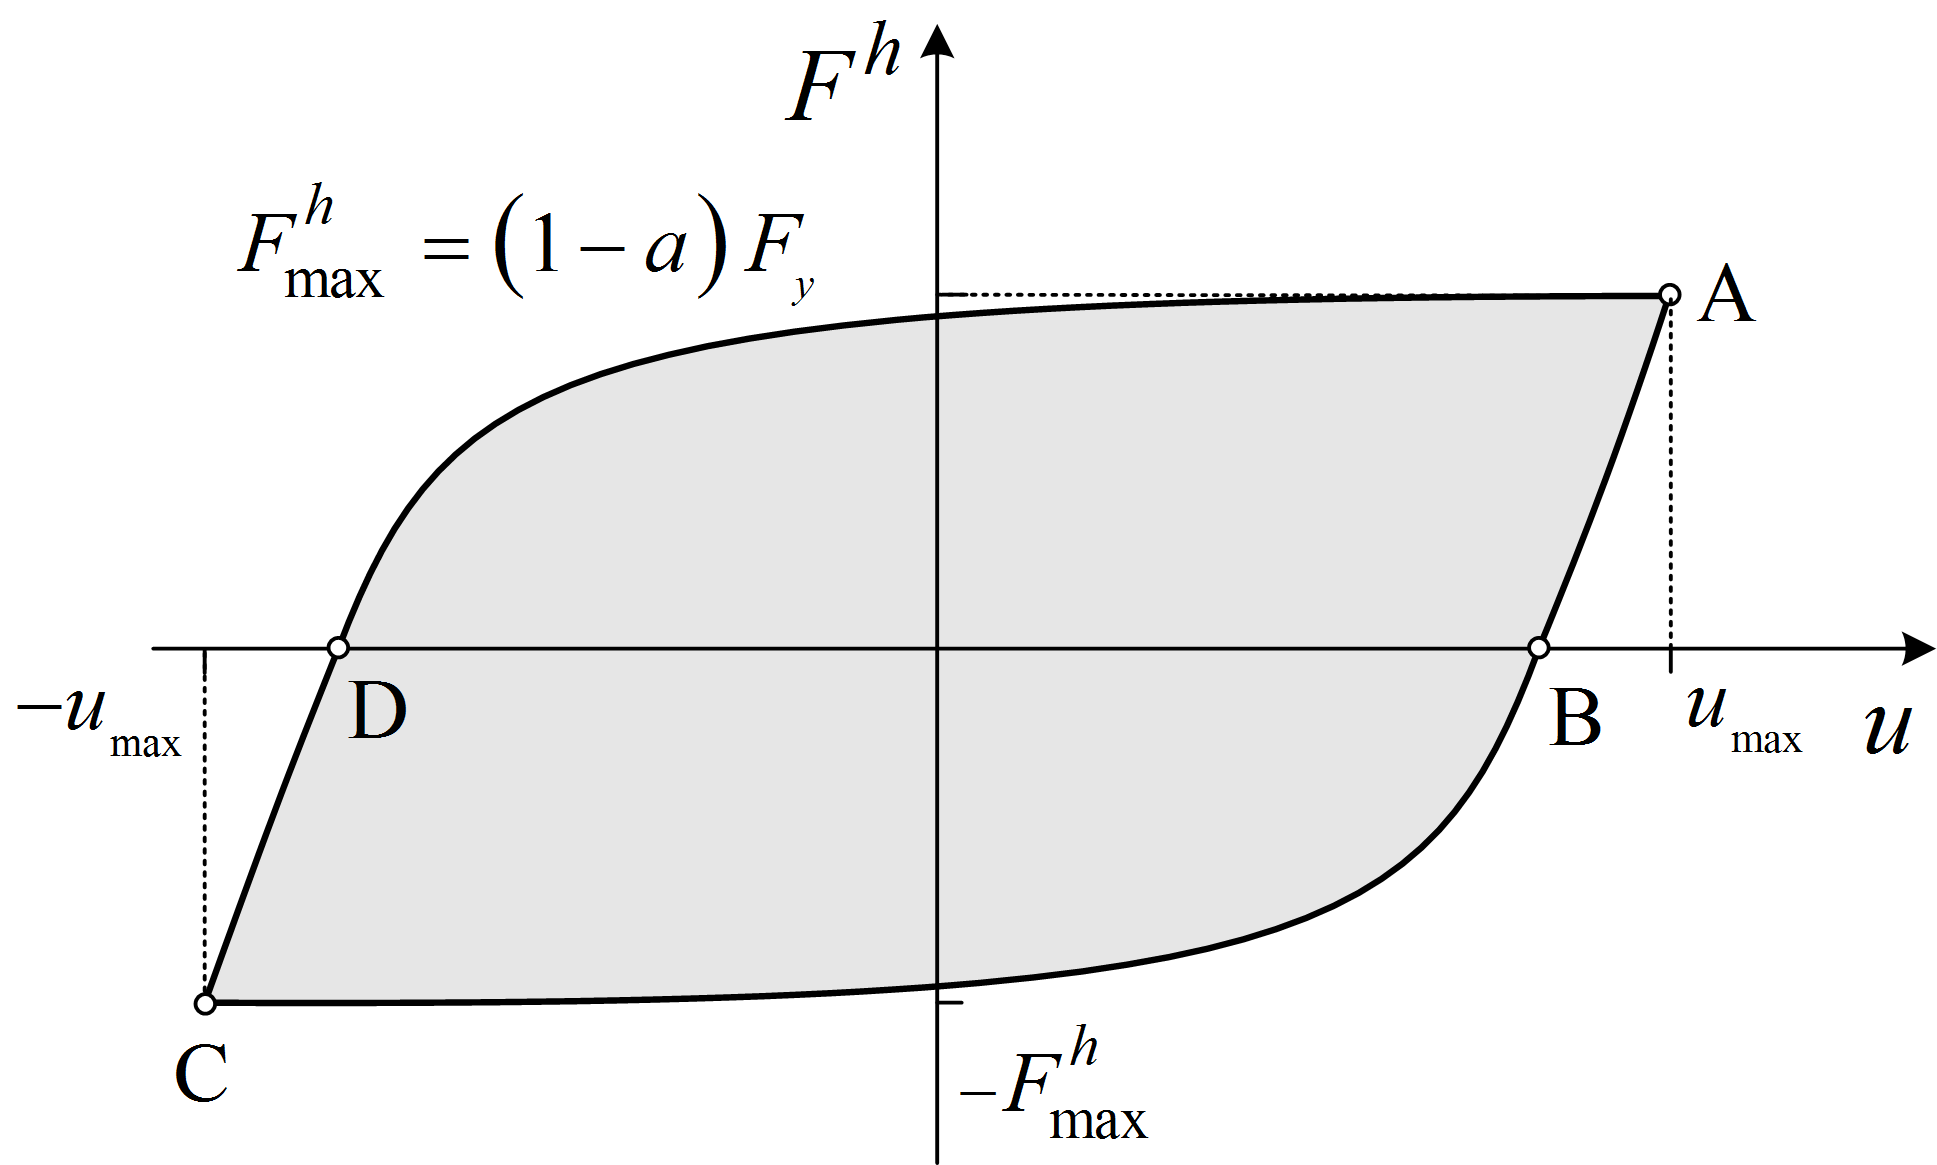 F^h
F^h_max = (1 − a) F_y
A
−u_max
D
B
u_max
u
C
−F^h_max